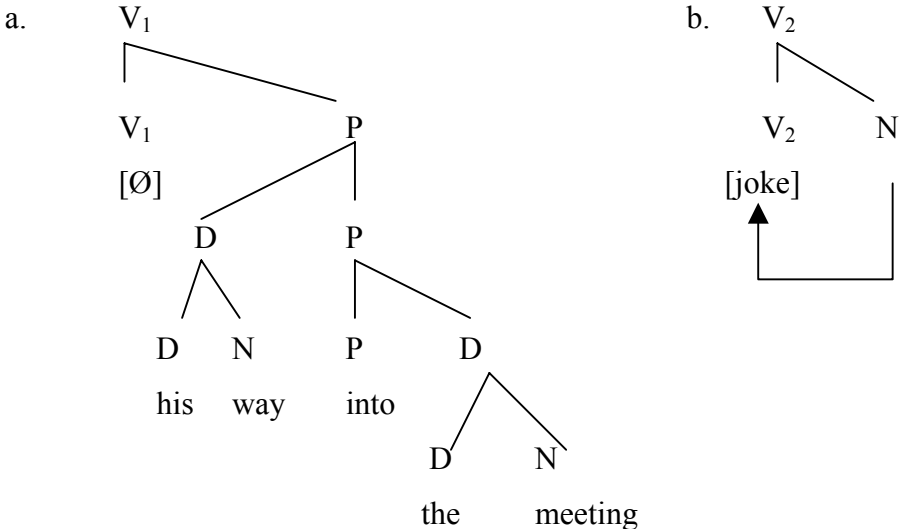 a. V₁ b. V₂
V₁ P V₂ N
[Ø] [joke]
D P
D N P D
his way into
D N
the meeting